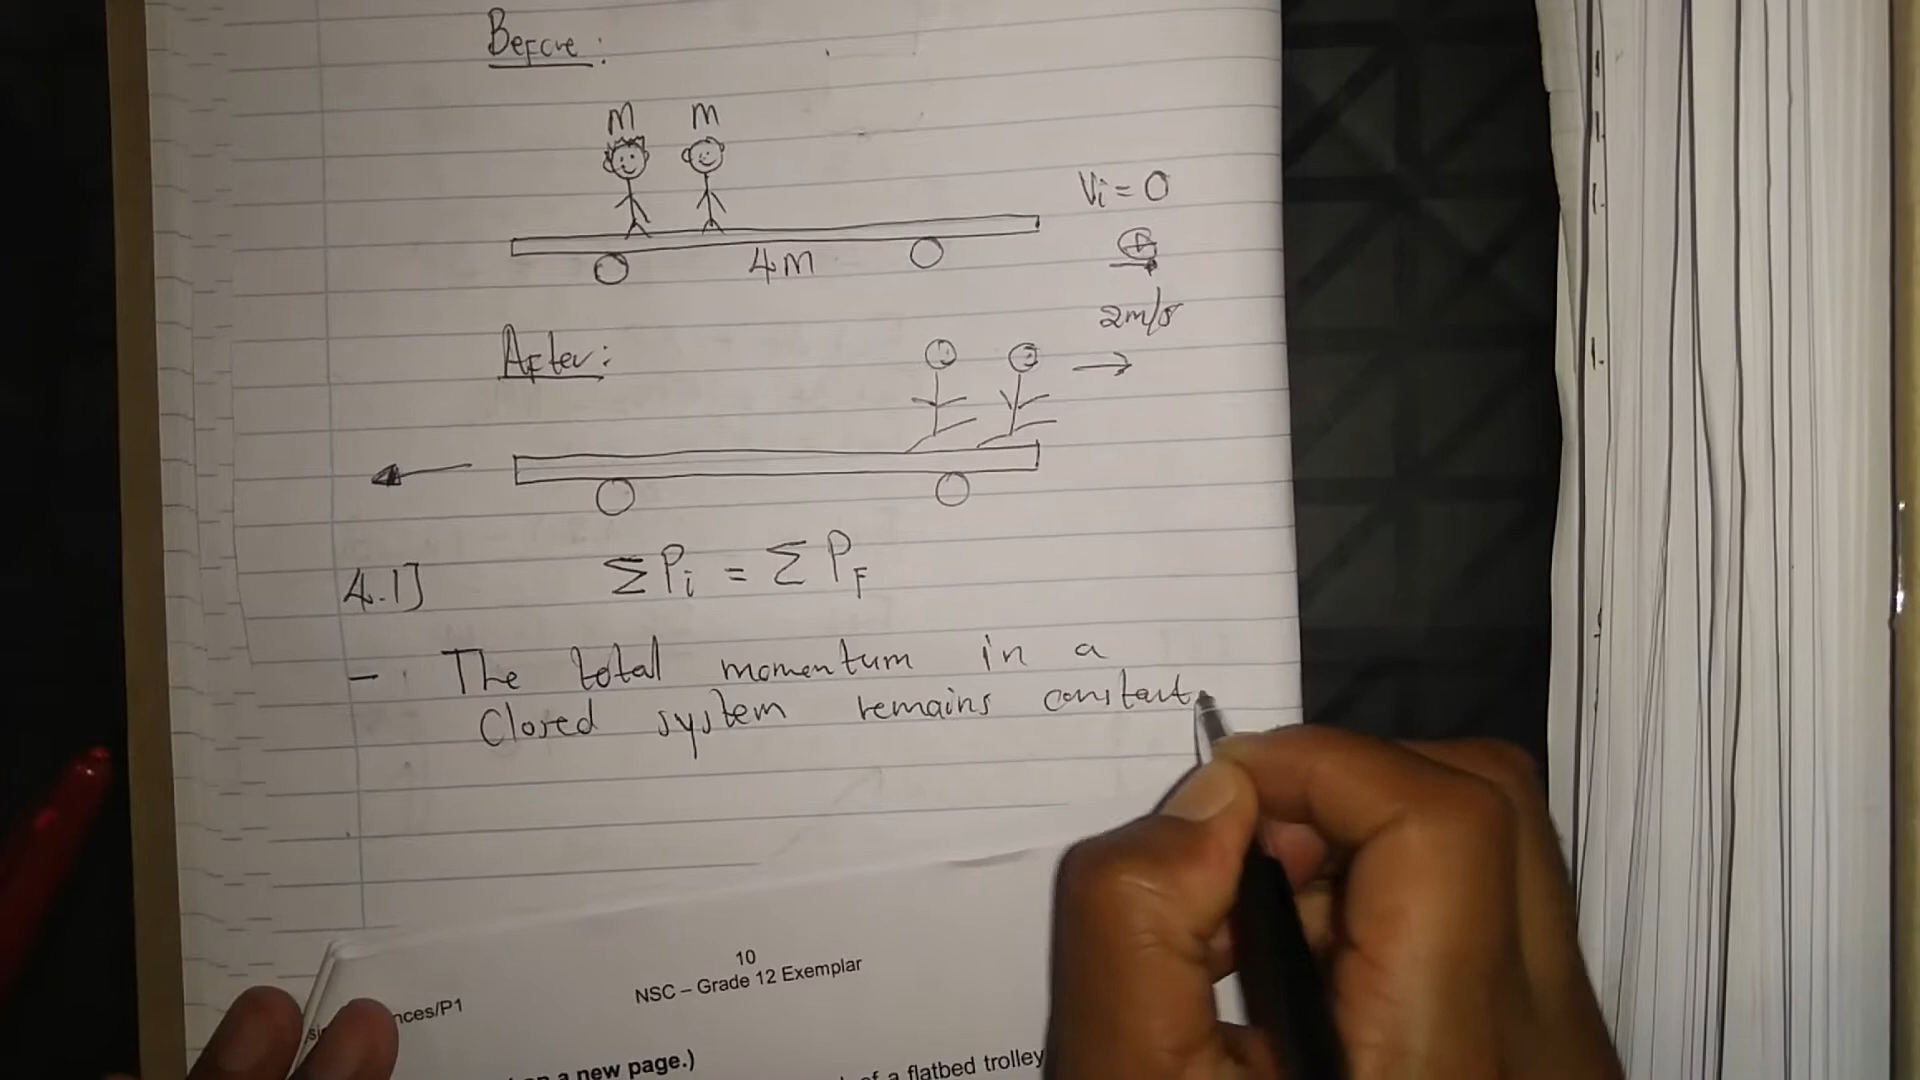 Before:
m m
Vi = 0
4m
+
2m/s
After:
4.1] ΣPi = ΣPF
- The total momentum in a
Closed system remains constant.
10
NSC – Grade 12 Exemplar
nces/P1
a new page.)
of a flatbed trolley